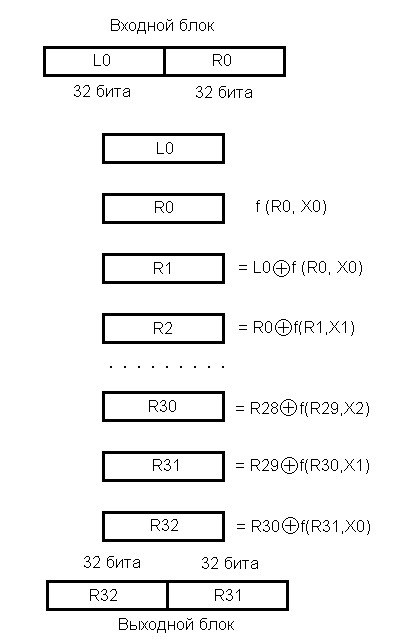 Входной блок
L0 R0
32 бита 32 бита
L0
R0 f (R0, X0)
R1 = L0⊕f (R0, X0)
R2 = R0⊕f(R1,X1)
. . . . . . . . .
R30 = R28⊕f(R29,X2)
R31 = R29⊕f(R30,X1)
R32 = R30⊕f(R31,X0)
32 бита 32 бита
R32 R31
Выходной блок